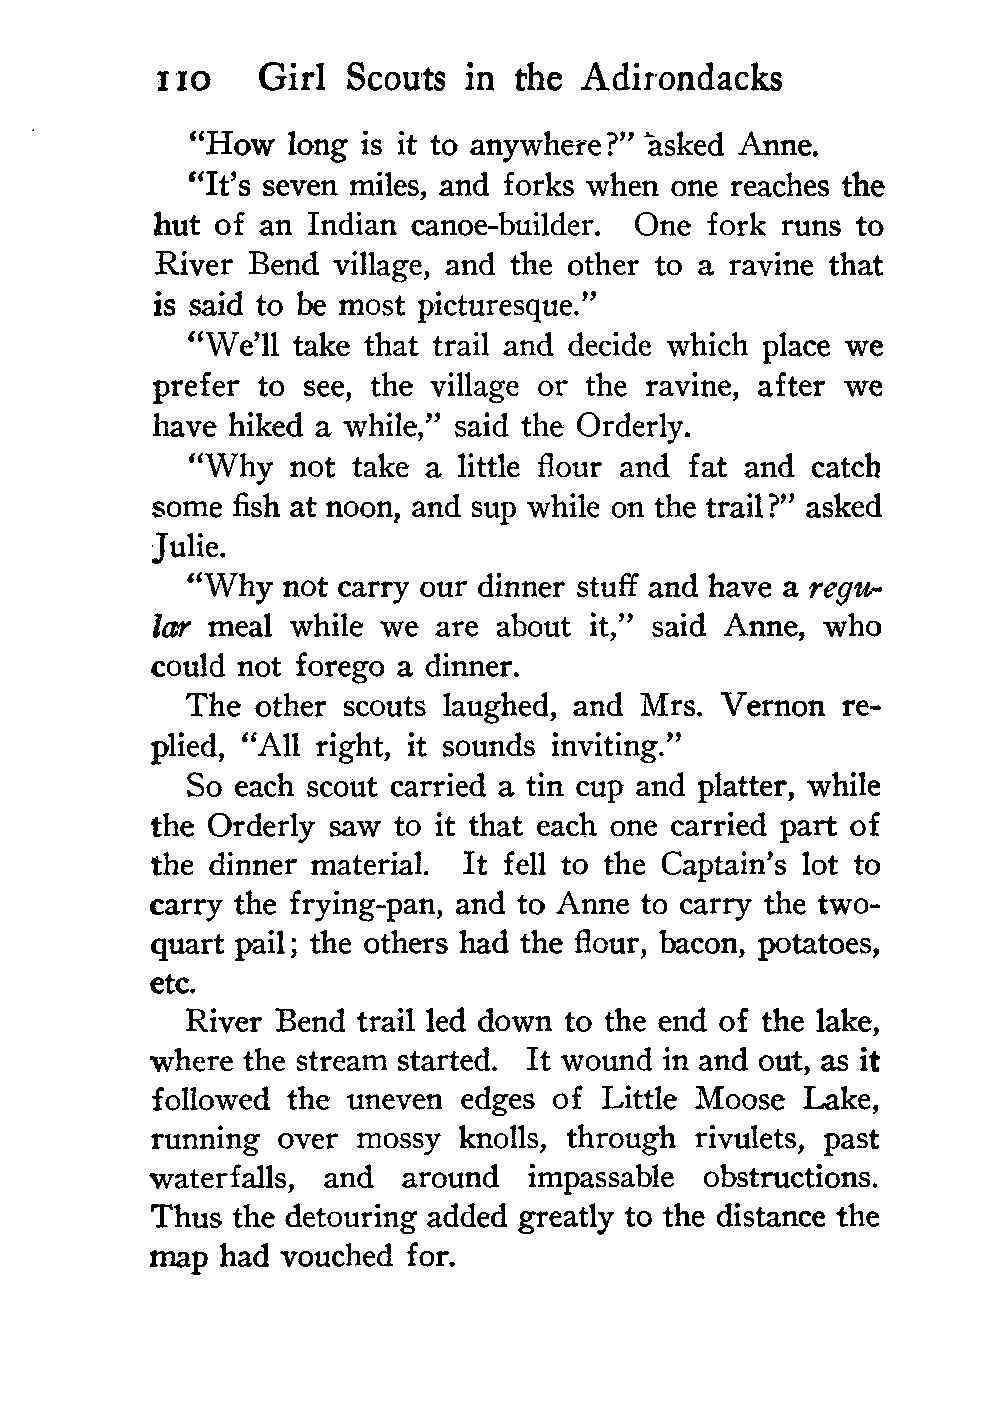 110 Girl Scouts in the Adirondacks
“How long is it to anywhere?” asked Anne.
“It’s seven miles, and forks when one reaches the
hut of an Indian canoe-builder. One fork runs to
River Bend village, and the other to a ravine that
is said to be most picturesque.”
“We’ll take that trail and decide which place we
prefer to see, the village or the ravine, after we
have hiked a while,” said the Orderly.
“Why not take a little flour and fat and catch
some fish at noon, and sup while on the trail?” asked
Julie.
“Why not carry our dinner stuff and have a regu-
lar meal while we are about it,” said Anne, who
could not forego a dinner.
The other scouts laughed, and Mrs. Vernon re-
plied, “All right, it sounds inviting.”
So each scout carried a tin cup and platter, while
the Orderly saw to it that each one carried part of
the dinner material. It fell to the Captain’s lot to
carry the frying-pan, and to Anne to carry the two-
quart pail; the others had the flour, bacon, potatoes,
etc.
River Bend trail led down to the end of the lake,
where the stream started. It wound in and out, as it
followed the uneven edges of Little Moose Lake,
running over mossy knolls, through rivulets, past
waterfalls, and around impassable obstructions.
Thus the detouring added greatly to the distance the
map had vouched for.